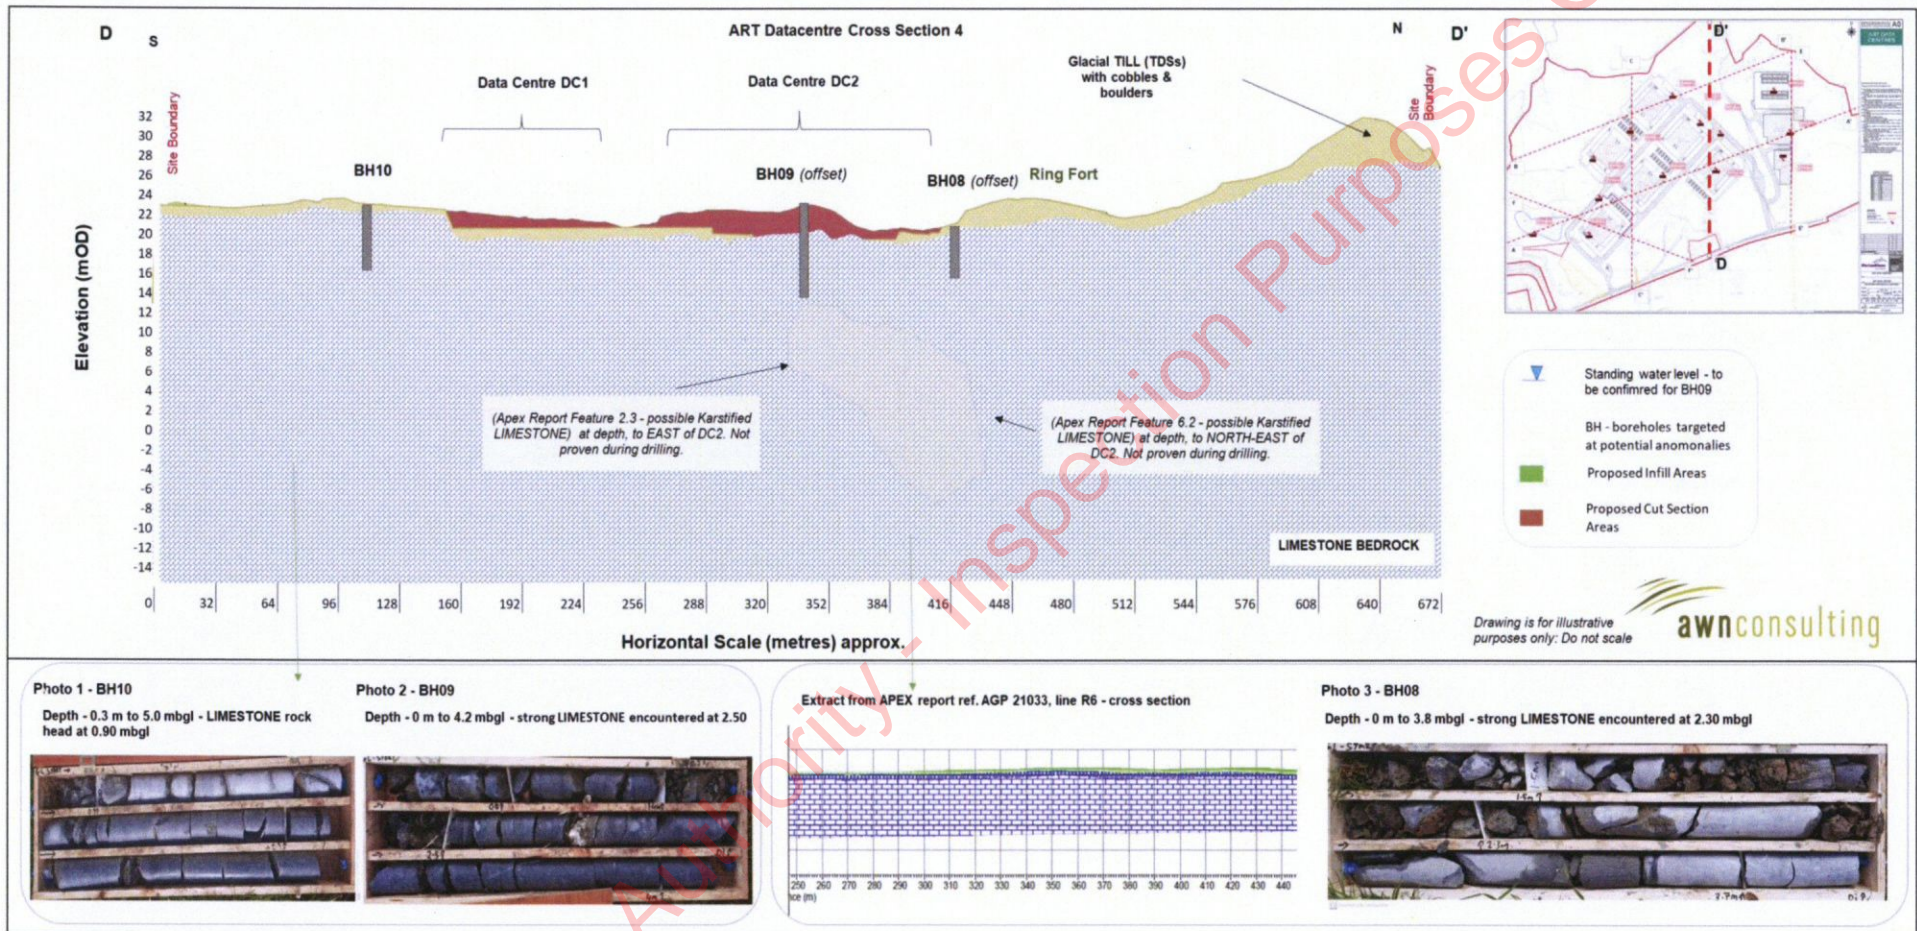 D
S
ART Datacentre Cross Section 4
N
D'
Glacial TILL (TDSs)
with cobbles &
boulders
Data Centre DC1
Data Centre DC2
Site Boundary
Site
Boundary
BH10
BH09 (offset)
BH08 (offset)
Ring Fort
Elevation (mOD)
32
30
28
26
24
22
20
18
16
14
12
10
8
6
4
2
0
-2
-4
-6
-8
-10
-12
-14
(Apex Report Feature 2.3 - possible Karstified
LIMESTONE) at depth, to EAST of DC2. Not
proven during drilling.
(Apex Report Feature 6.2 - possible Karstified
LIMESTONE) at depth, to NORTH-EAST of
DC2. Not proven during drilling.
LIMESTONE BEDROCK
0 32 64 96 128 160 192 224 256 288 320 352 384 416 448 480 512 544 576 608 640 672
Horizontal Scale (metres) approx.
D'
D
Standing water level - to
be confimred for BH09
BH - boreholes targeted
at potential anomonalies
Proposed Infill Areas
Proposed Cut Section
Areas
Drawing is for illustrative
purposes only: Do not scale
awnconsulting
Photo 1 - BH10
Depth - 0.3 m to 5.0 mbgl - LIMESTONE rock
head at 0.90 mbgl
Photo 2 - BH09
Depth - 0 m to 4.2 mbgl - strong LIMESTONE encountered at 2.50
Extract from APEX report ref. AGP 21033, line R6 - cross section
250 260 270 280 290 300 310 320 330 340 350 360 370 380 390 400 410 420 430 440
nce (m)
Photo 3 - BH08
Depth - 0 m to 3.8 mbgl - strong LIMESTONE encountered at 2.30 mbgl
Authority - Inspection Purposes